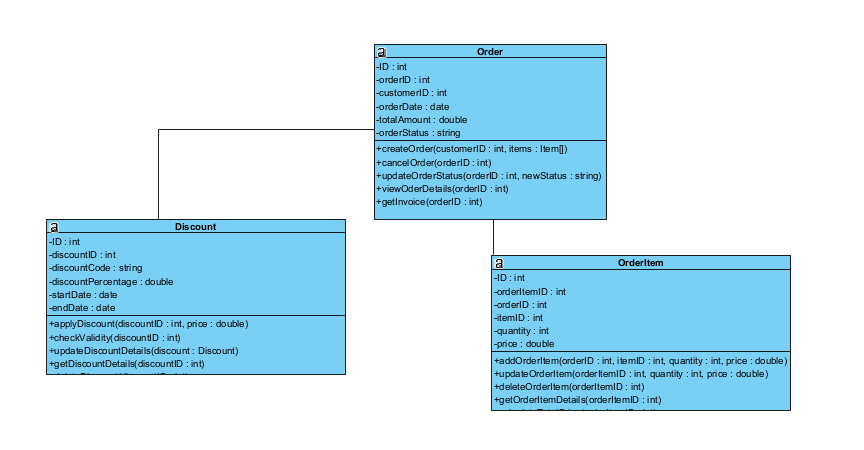 a Order
-ID : int
-orderID : int
-customerID : int
-orderDate : date
-totalAmount : double
-orderStatus : string
+createOrder(customerID : int, items : Item[])
+cancelOrder(orderID : int)
+updateOrderStatus(orderID : int, newStatus : string)
+viewOderDetails(orderID : int)
+getInvoice(orderID : int)
a Discount
-ID : int
-discountID : int
-discountCode : string
-discountPercentage : double
-startDate : date
-endDate : date
+applyDiscount(discountID : int, price : double)
+checkValidity(discountID : int)
+updateDiscountDetails(discount : Discount)
+getDiscountDetails(discountID : int)
a OrderItem
-ID : int
-orderItemID : int
-orderID : int
-itemID : int
-quantity : int
-price : double
+addOrderItem(orderID : int, itemID : int, quantity : int, price : double)
+updateOrderItem(orderItemID : int, quantity : int, price : double)
+deleteOrderItem(orderItemID : int)
+getOrderItemDetails(orderItemID : int)